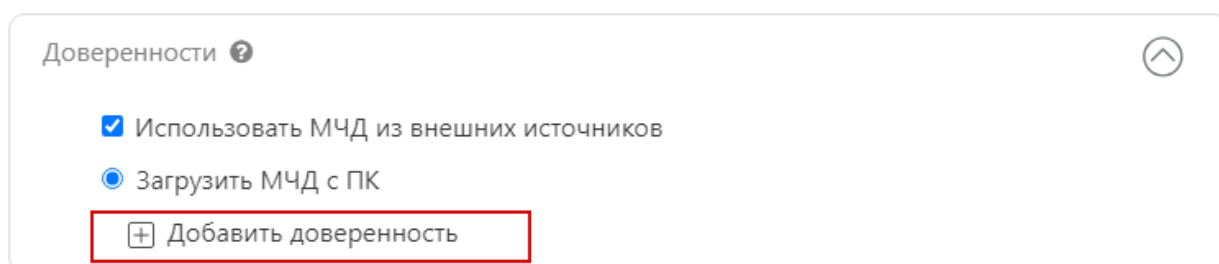 Доверенности ?
Использовать МЧД из внешних источников
Загрузить МЧД с ПК
Добавить доверенность